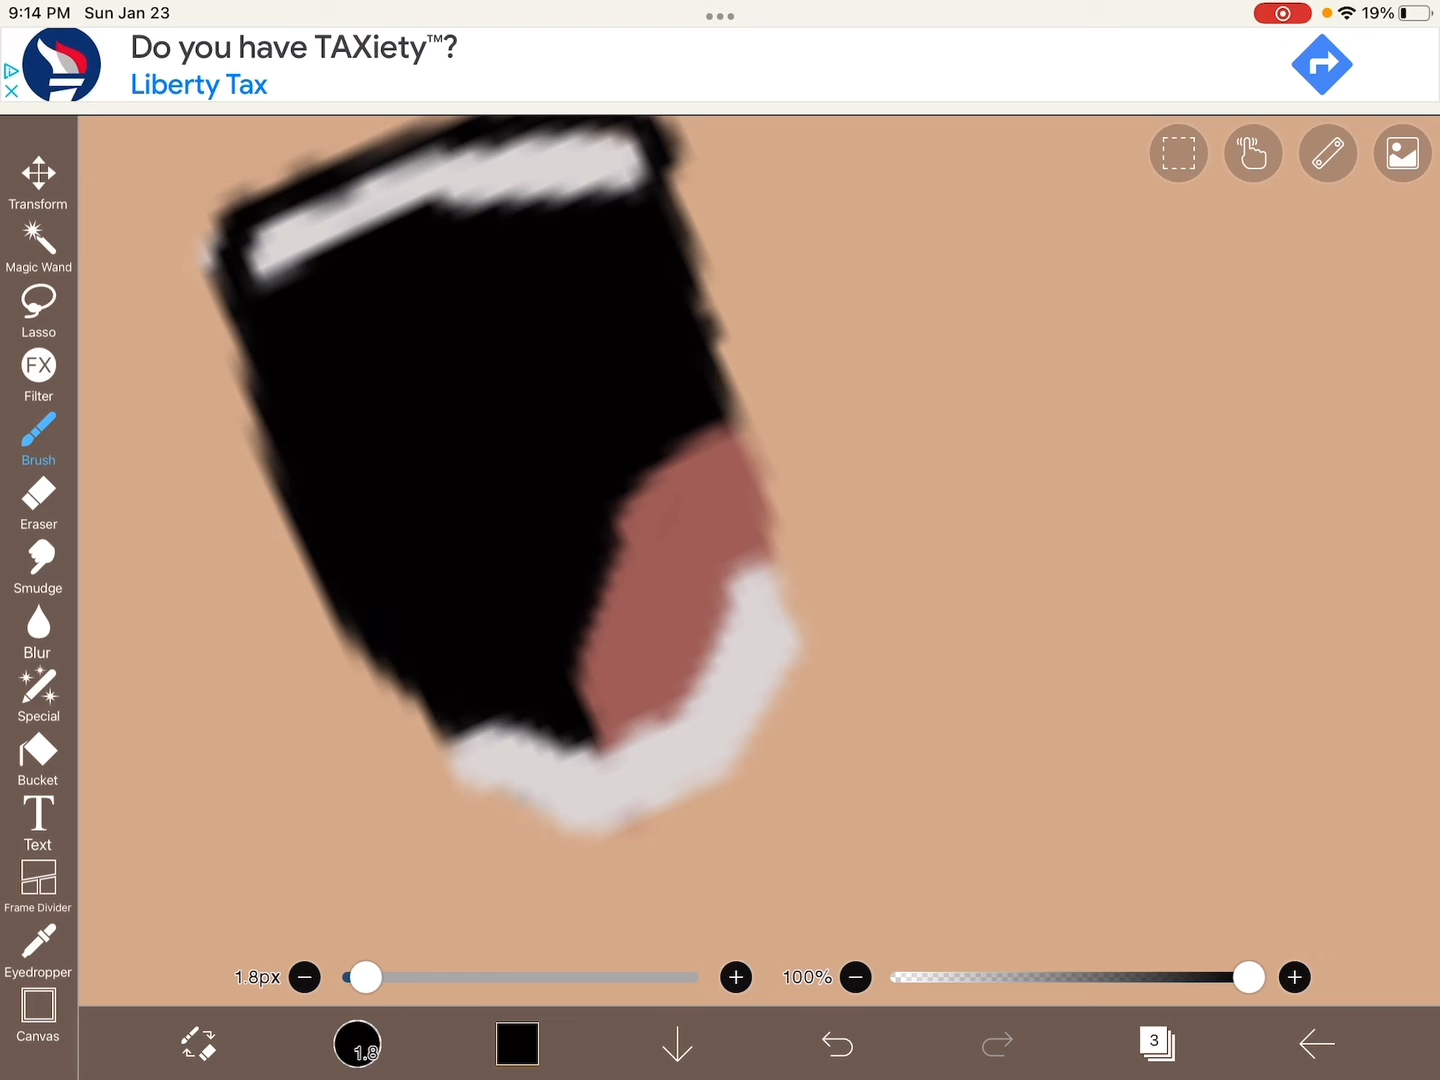 9:14 PM Sun Jan 23
19%
Do you have TAXiety™?
Liberty Tax
Transform
Magic Wand
Lasso
FX
Filter
Brush
Eraser
Smudge
Blur
Special
Bucket
T
Text
Frame Divider
Eyedropper
Canvas
1.8px
100%
1.8
3